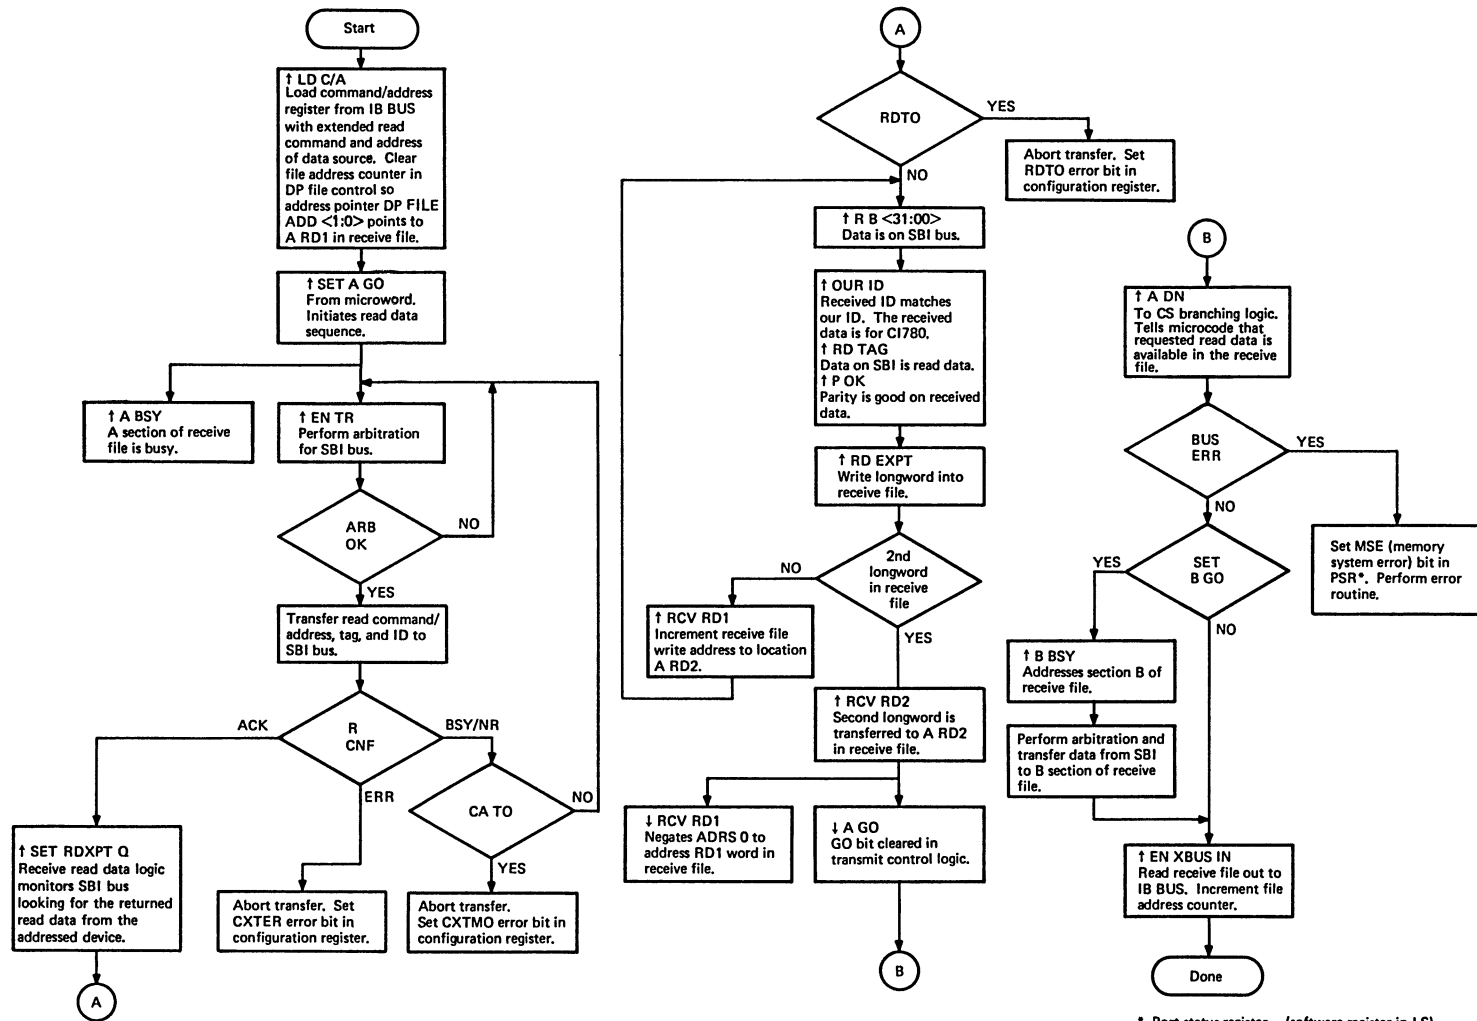 Start
↑ LD C/A
Load command/address
register from IB BUS
with extended read
command and address
of data source. Clear
file address counter in
DP file control so
address pointer DP FILE
ADD <1:0> points to
A RD1 in receive file.
↑ SET A GO
From microword.
Initiates read data
sequence.
↑ A BSY
A section of receive
file is busy.
↑ EN TR
Perform arbitration
for SBI bus.
ARB
OK
NO
YES
Transfer read command/
address, tag, and ID to
SBI bus.
R
CNF
ACK
BSY/NR
ERR
CA TO
NO
YES
↑ SET RDXPT Q
Receive read data logic
monitors SBI bus
looking for the returned
read data from the
addressed device.
Abort transfer. Set
CXTER error bit in
configuration register.
Abort transfer.
Set CXTMO error bit in
configuration register.
A
A
RDTO
YES
NO
Abort transfer. Set
RDTO error bit in
configuration register.
↑ R B <31:00>
Data is on SBI bus.
↑ OUR ID
Received ID matches
our ID. The received
data is for CI780.
↑ RD TAG
Data on SBI is read data.
↑ P OK
Parity is good on received
data.
↑ RD EXPT
Write longword into
receive file.
2nd
longword
in receive
file
NO
YES
↑ RCV RD1
Increment receive file
write address to location
A RD2.
↑ RCV RD2
Second longword is
transferred to A RD2
in receive file.
↓ RCV RD1
Negates ADRS 0 to
address RD1 word in
receive file.
↓ A GO
GO bit cleared in
transmit control logic.
B
B
↑ A DN
To CS branching logic.
Tells microcode that
requested read data is
available in the receive
file.
BUS
ERR
YES
NO
Set MSE (memory
system error) bit in
PSR*. Perform error
routine.
SET
B GO
YES
NO
↑ B BSY
Addresses section B of
receive file.
Perform arbitration and
transfer data from SBI
to B section of receive
file.
↑ EN XBUS IN
Read receive file out to
IB BUS. Increment file
address counter.
Done
* Port status register (software register in LS)